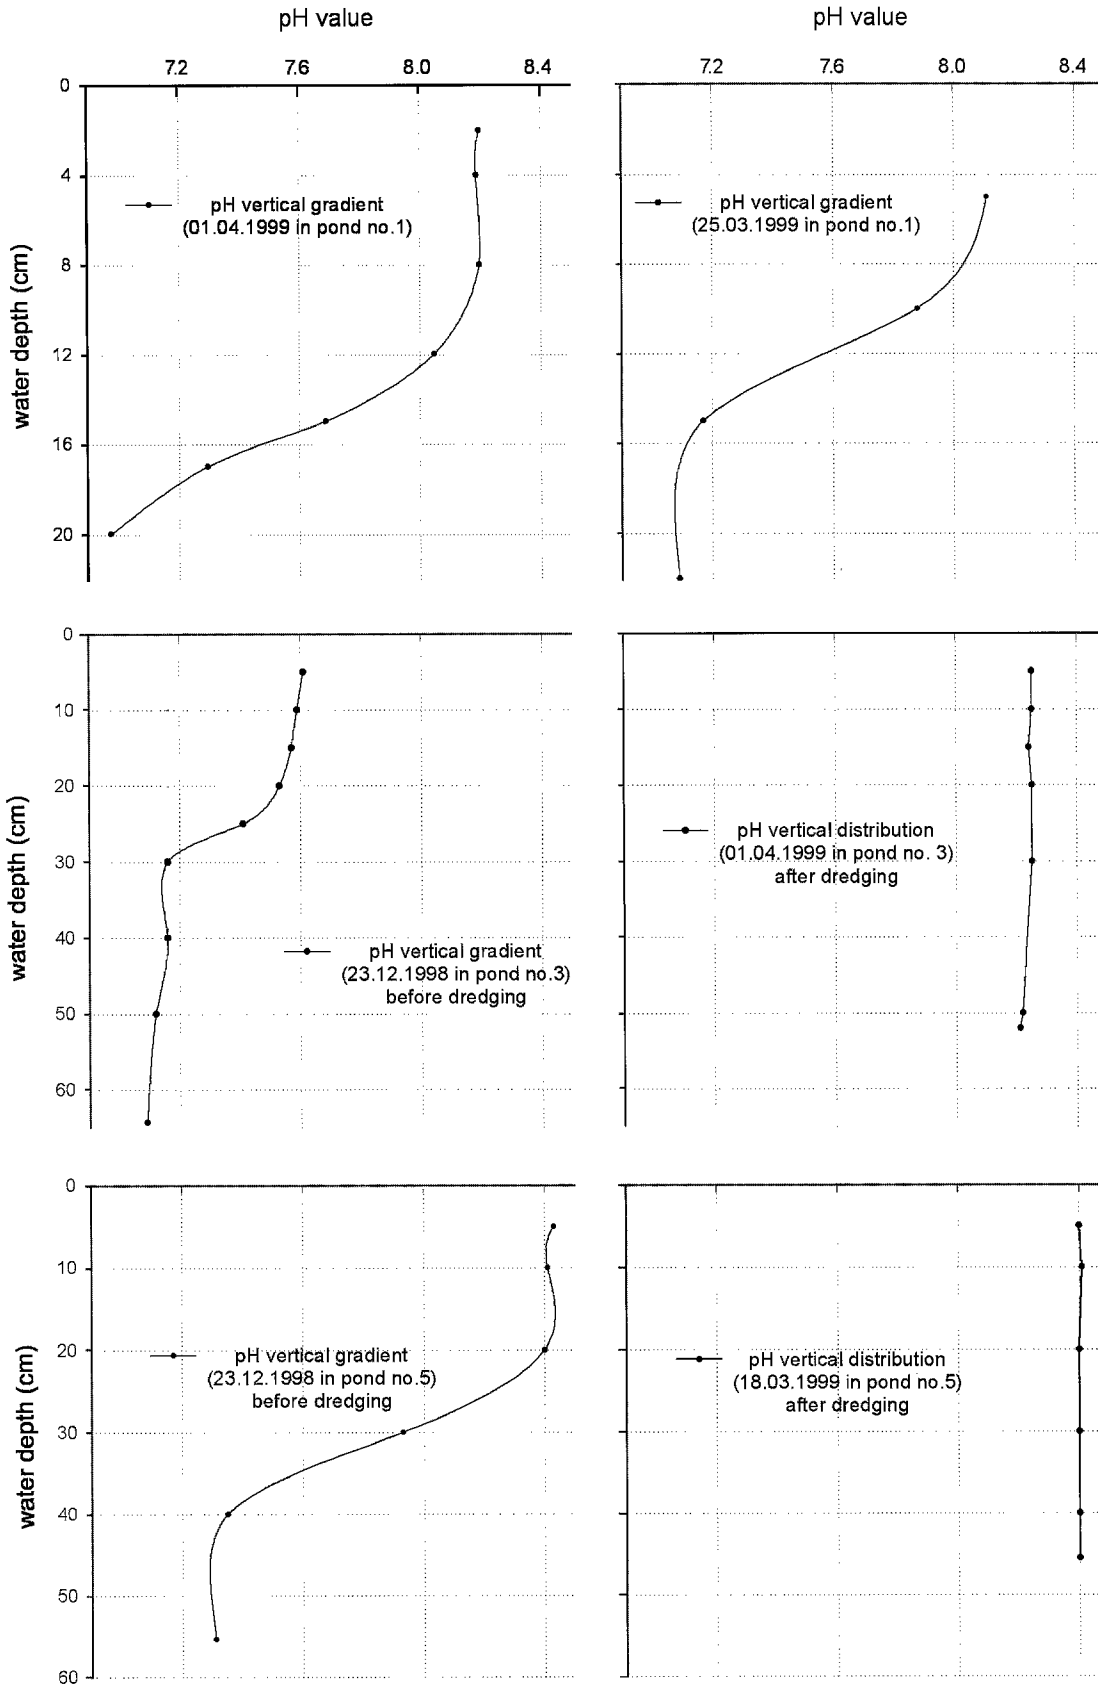 pH value
pH value
7.2 7.6 8.0 8.4
7.2 7.6 8.0 8.4
0
4
8
12
16
20
water depth (cm)
pH vertical gradient
(01.04.1999 in pond no.1)
pH vertical gradient
(25.03.1999 in pond no.1)
0
10
20
30
40
50
60
water depth (cm)
pH vertical gradient
(23.12.1998 in pond no.3)
before dredging
pH vertical distribution
(01.04.1999 in pond no. 3)
after dredging
0
10
20
30
40
50
60
water depth (cm)
pH vertical gradient
(23.12.1998 in pond no.5)
before dredging
pH vertical distribution
(18.03.1999 in pond no.5)
after dredging